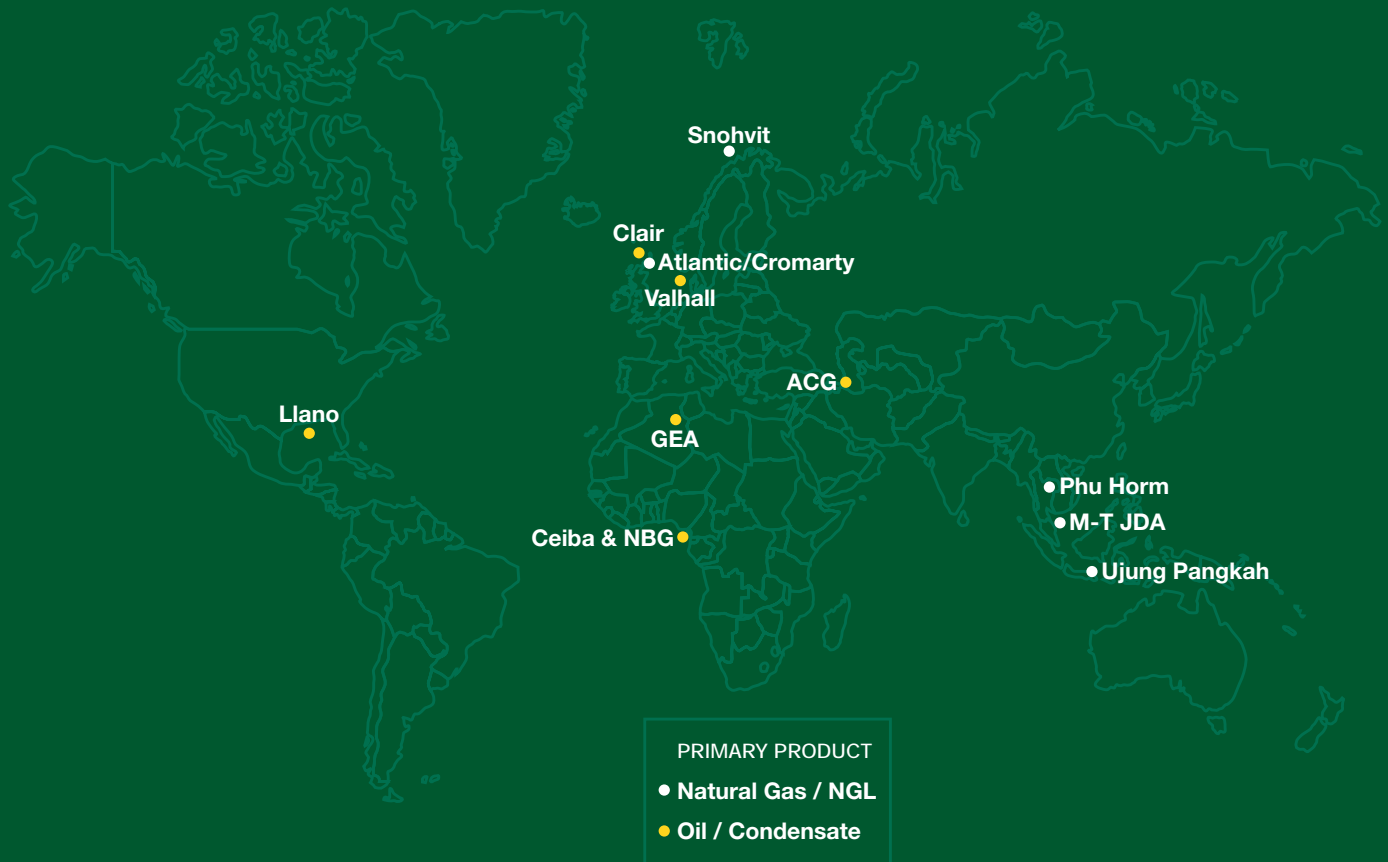 Snohvit
Clair
Atlantic/Cromarty
Valhall
ACG
Llano
GEA
Phu Horm
M-T JDA
Ceiba & NBG
Ujung Pangkah
PRIMARY PRODUCT
Natural Gas / NGL
Oil / Condensate